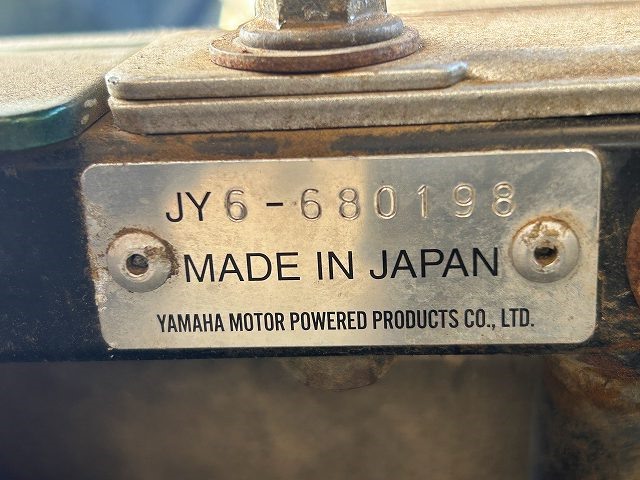 JY6-680198
MADE IN JAPAN
YAMAHA MOTOR POWERED PRODUCTS CO., LTD.